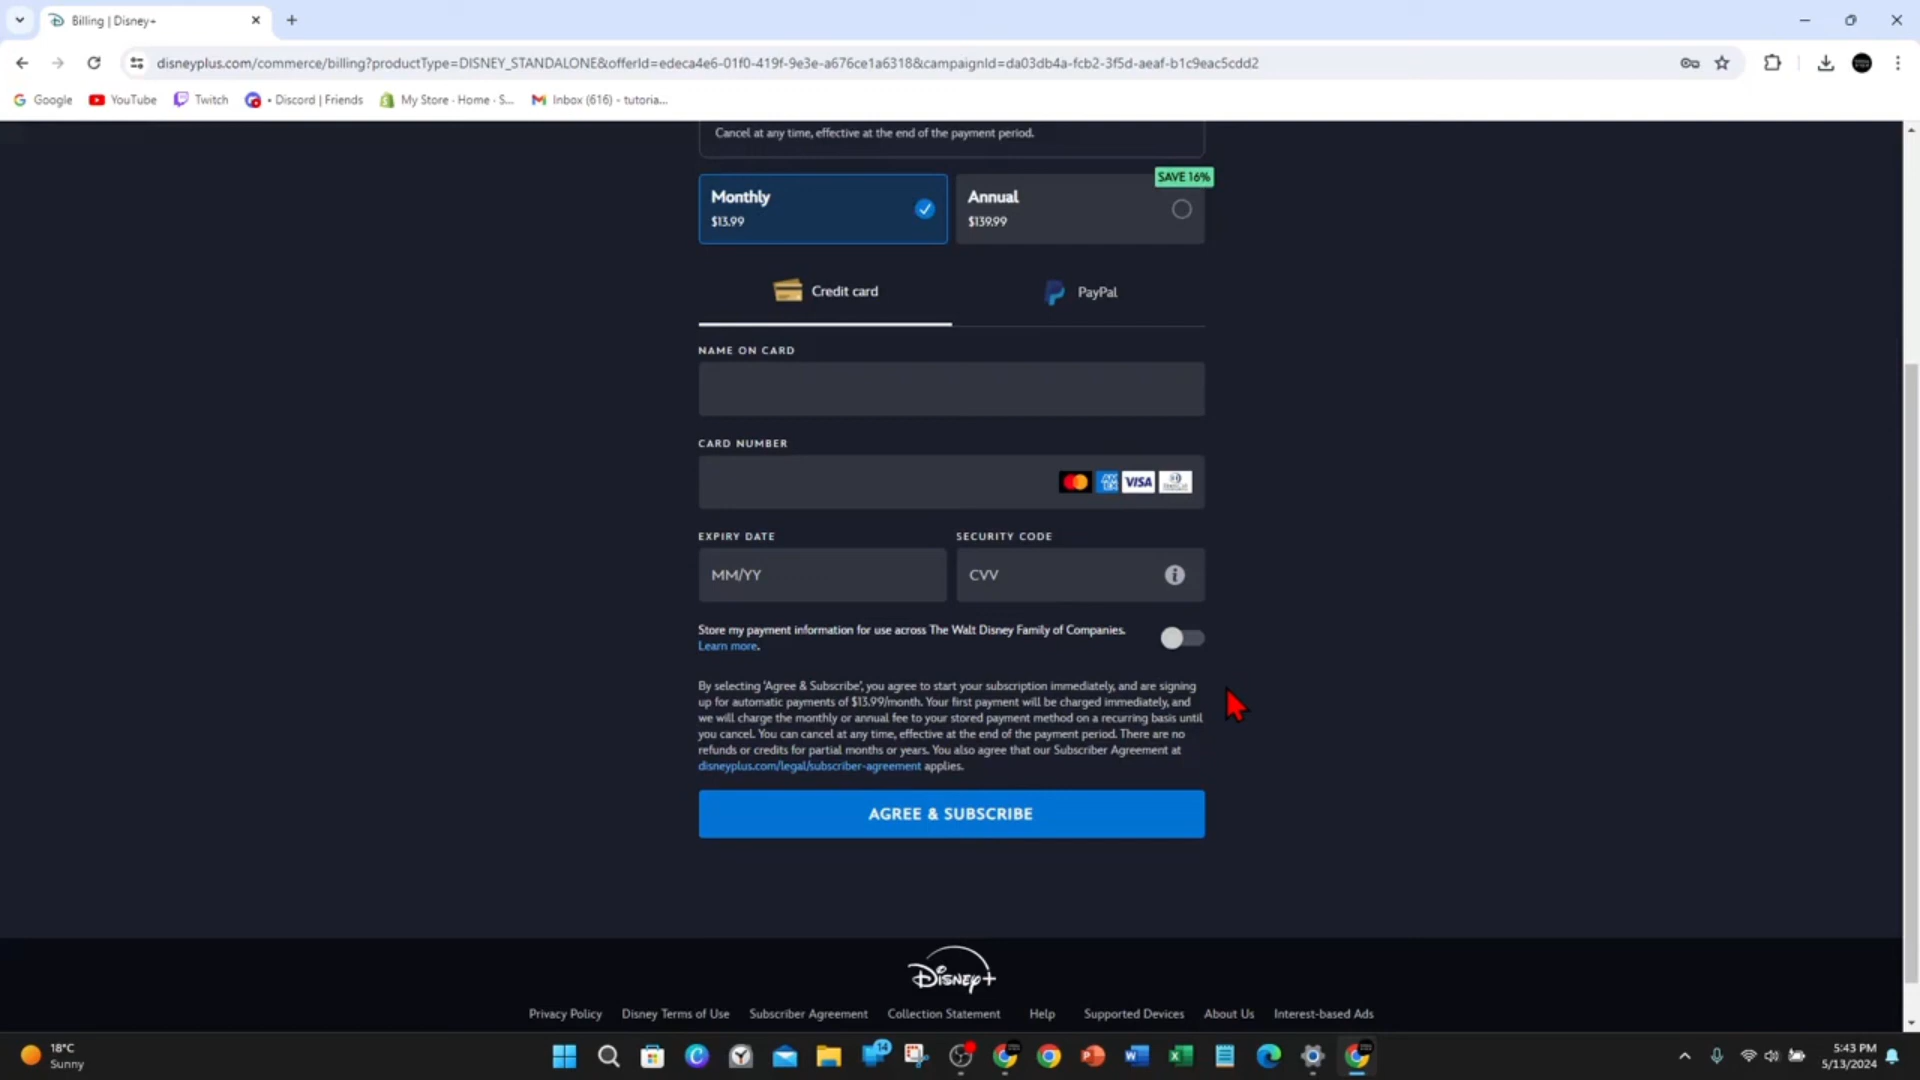 Billing | Disney+
disneyplus.com/commerce/billing?productType=DISNEY_STANDALONE&offerId=edeca4e6-01f0-419f-9e3e-a676ce1a6318&campaignId=da03db4a-fcb2-3f5d-aeaf-b1c9eac5cdd2
Google YouTube Twitch • Discord | Friends My Store · Home · S... Inbox (616) - tutoria...
Cancel at any time, effective at the end of the payment period.
SAVE 16%
Monthly Annual
$13.99 $139.99
Credit card PayPal
NAME ON CARD
CARD NUMBER
AMEX VISA
EXPIRY DATE SECURITY CODE
MM/YY CVV
Store my payment information for use across The Walt Disney Family of Companies.
Learn more.
By selecting 'Agree & Subscribe', you agree to start your subscription immediately, and are signing
up for automatic payments of $13.99/month. Your first payment will be charged immediately, and
we will charge the monthly or annual fee to your stored payment method on a recurring basis until
you cancel. You can cancel at any time, effective at the end of the payment period. There are no
refunds or credits for partial months or years. You also agree that our Subscriber Agreement at
disneyplus.com/legal/subscriber-agreement applies.
AGREE & SUBSCRIBE
Disney+
Privacy Policy Disney Terms of Use Subscriber Agreement Collection Statement Help Supported Devices About Us Interest-based Ads
18°C
Sunny
14
5:43 PM
5/13/2024